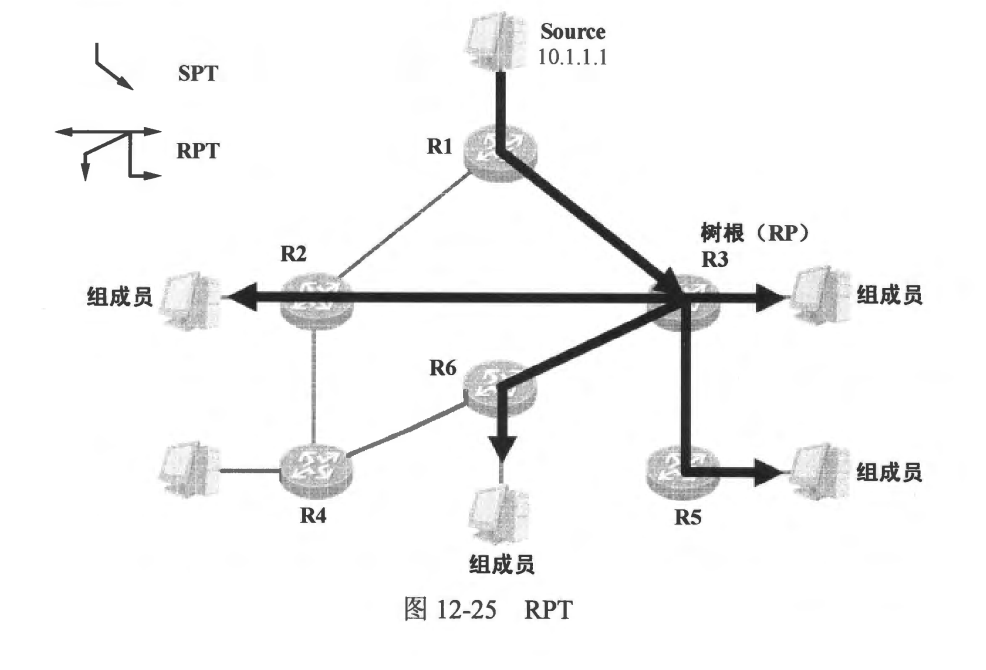 Source
10.1.1.1
SPT
RPT
R1
树根（RP）
R3
R2
组成员
组成员
R6
组成员
R4
R5
组成员
图 12-25 RPT